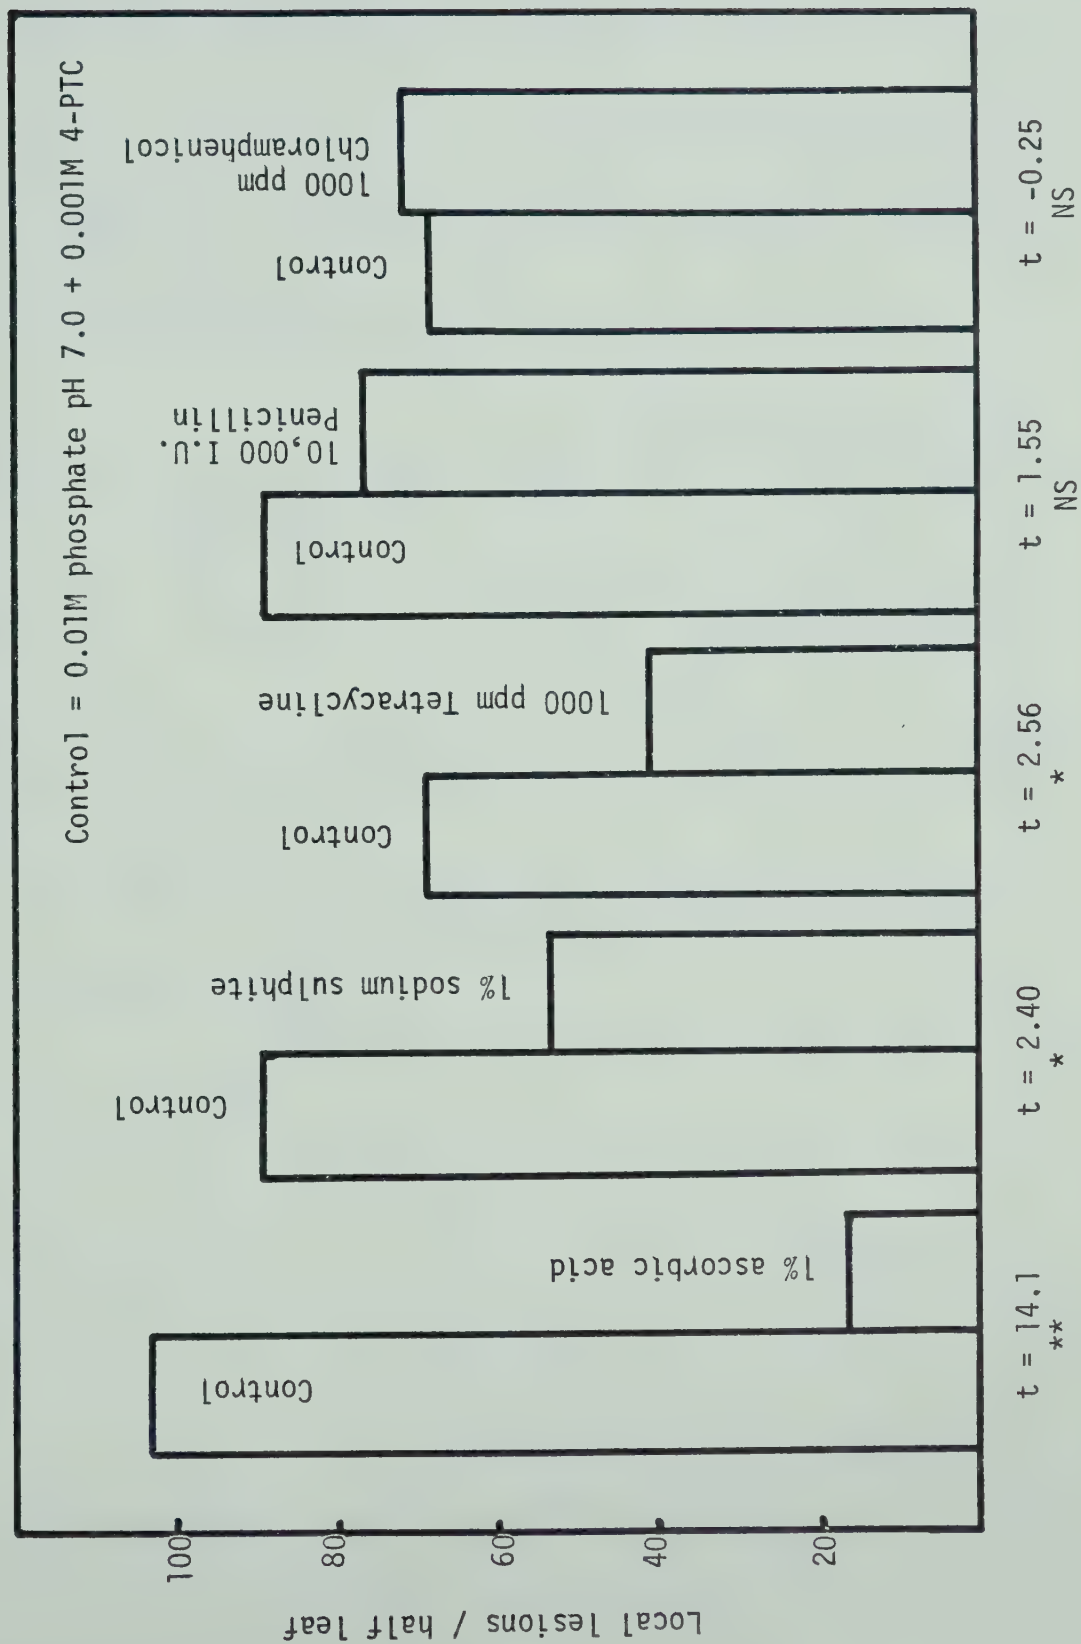 Control = 0.01M phosphate pH 7.0 + 0.001M 4-PTC
Local lesions / half leaf
100
80
60
40
20
Control
1% ascorbic acid
Control
1% sodium sulphite
Control
1000 ppm Tetracycline
Control
10,000 I.U.
Penicillin
Control
1000 ppm
Chloramphenicol
t = 14.1
**
t = 2.40
*
t = 2.56
*
t = 1.55
NS
t = -0.25
NS